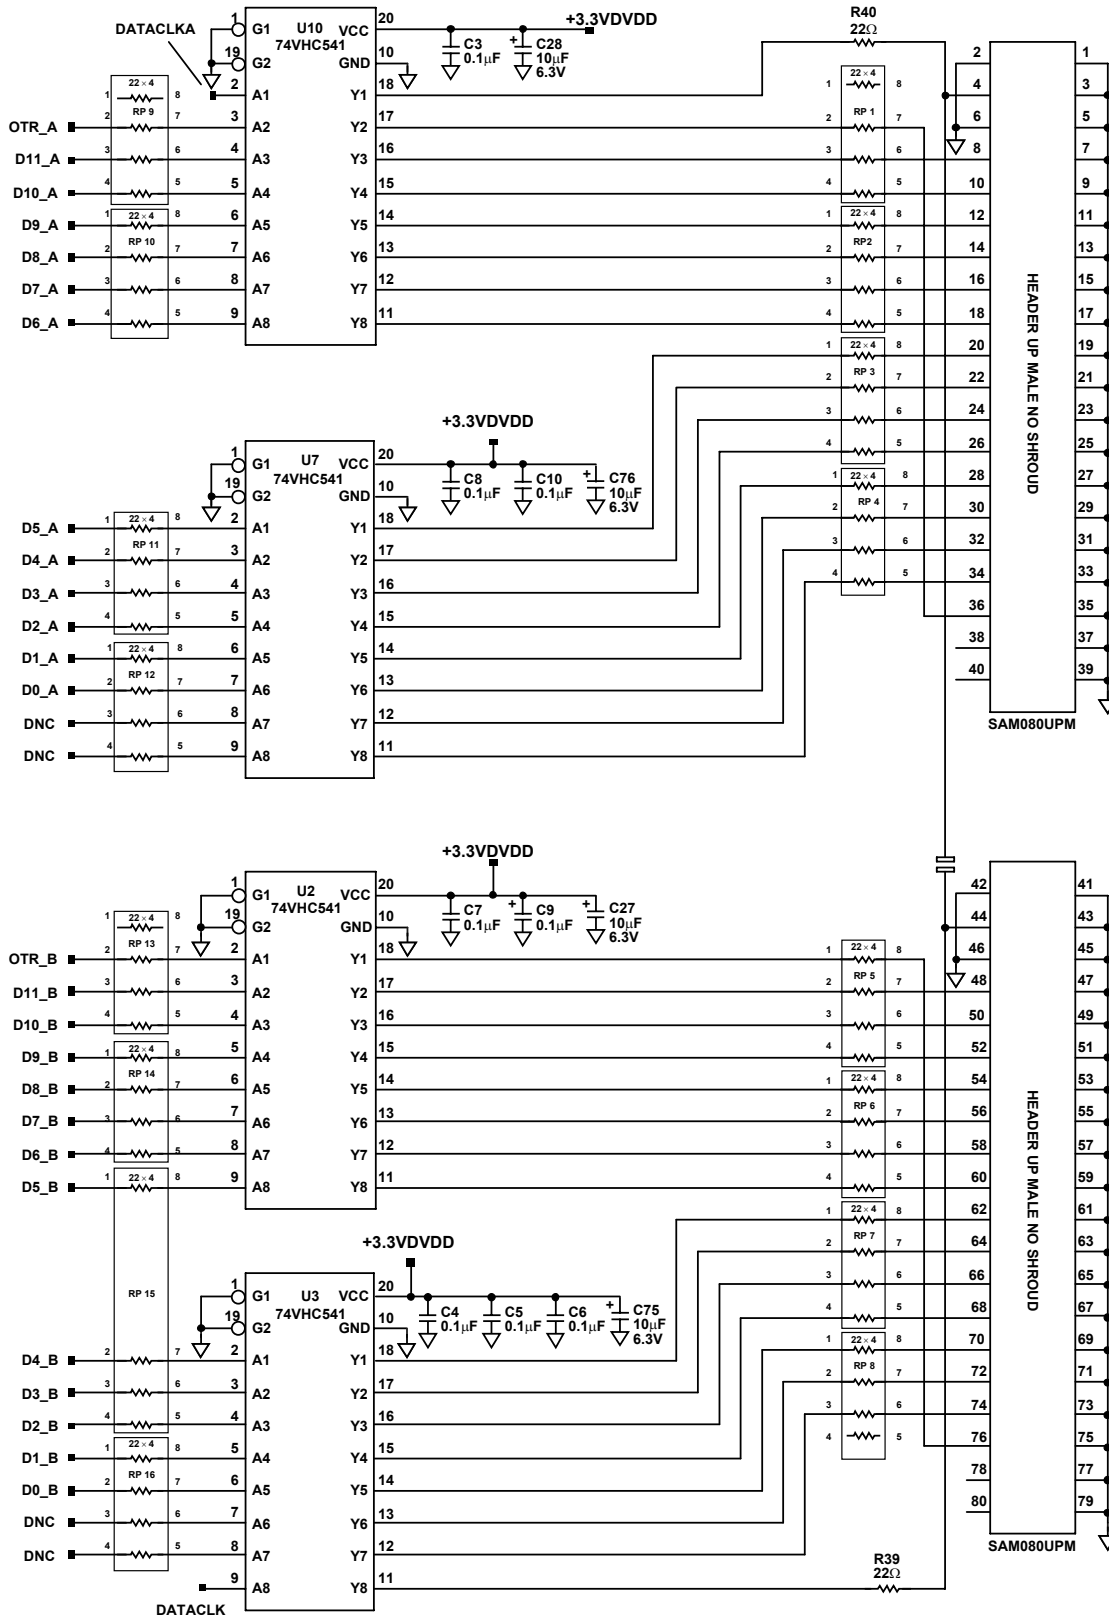 DATACLKA
1 G1 U10 VCC 20
74VHC541
19 G2 GND 10
C3
0.1μF
+ C28
10μF
6.3V
+3.3VDVDD
R40
22Ω
2 A1 Y1 18
OTR_A 3 A2 Y2 17
D11_A 4 A3 Y3 16
D10_A 5 A4 Y4 15
D9_A 6 A5 Y5 14
D8_A 7 A6 Y6 13
D7_A 8 A7 Y7 12
D6_A 9 A8 Y8 11
22 × 4
RP 9
1 8
2 7
3 6
4 5
22 × 4
RP 10
1 8
2 7
3 6
4 5
22 × 4
RP 1
1 8
2 7
3 6
4 5
22 × 4
RP2
1 8
2 7
3 6
4 5
22 × 4
RP 3
1 8
2 7
3 6
4 5
22 × 4
RP 4
1 8
2 7
3 6
4 5
2 1
4 3
6 5
8 7
10 9
12 11
14 13
16 15
18 17
20 19
22 21
24 23
26 25
28 27
30 29
32 31
34 33
36 35
38 37
40 39
HEADER UP MALE NO SHROUD
SAM080UPM
+3.3VDVDD
1 G1 U7 VCC 20
74VHC541
19 G2 GND 10
C8
0.1μF
C10
0.1μF
+ C76
10μF
6.3V
D5_A 2 A1 Y1 18
D4_A 3 A2 Y2 17
D3_A 4 A3 Y3 16
D2_A 5 A4 Y4 15
D1_A 6 A5 Y5 14
D0_A 7 A6 Y6 13
DNC 8 A7 Y7 12
DNC 9 A8 Y8 11
22 × 4
RP 11
1 8
2 7
3 6
4 5
22 × 4
RP 12
1 8
2 7
3 6
4 5
+3.3VDVDD
1 G1 U2 VCC 20
74VHC541
19 G2 GND 10
C7
0.1μF
+ C9
0.1μF
+ C27
10μF
6.3V
OTR_B 2 A1 Y1 18
D11_B 3 A2 Y2 17
D10_B 4 A3 Y3 16
D9_B 5 A4 Y4 15
D8_B 6 A5 Y5 14
D7_B 7 A6 Y6 13
D6_B 8 A7 Y7 12
D5_B 9 A8 Y8 11
22 × 4
RP 13
1 8
2 7
3 6
4 5
22 × 4
RP 14
1 8
2 7
3 6
4 5
22 × 4
RP 15
1 8
2 7
3 6
4 5
22 × 4
RP 5
1 8
2 7
3 6
4 5
22 × 4
RP 6
1 8
2 7
3 6
4 5
22 × 4
RP 7
1 8
2 7
3 6
4 5
22 × 4
RP 8
1 8
2 7
3 6
4 5
42 41
44 43
46 45
48 47
50 49
52 51
54 53
56 55
58 57
60 59
62 61
64 63
66 65
68 67
70 69
72 71
74 73
76 75
78 77
80 79
HEADER UP MALE NO SHROUD
SAM080UPM
+3.3VDVDD
1 G1 U3 VCC 20
74VHC541
19 G2 GND 10
C4
0.1μF
C5
0.1μF
C6
0.1μF
+ C75
10μF
6.3V
D4_B 2 A1 Y1 18
D3_B 3 A2 Y2 17
D2_B 4 A3 Y3 16
D1_B 5 A4 Y4 15
D0_B 6 A5 Y5 14
DNC 7 A6 Y6 13
DNC 8 A7 Y7 12
9 A8 Y8 11
22 × 4
RP 16
1 8
2 7
3 6
4 5
DATACLK
R39
22Ω